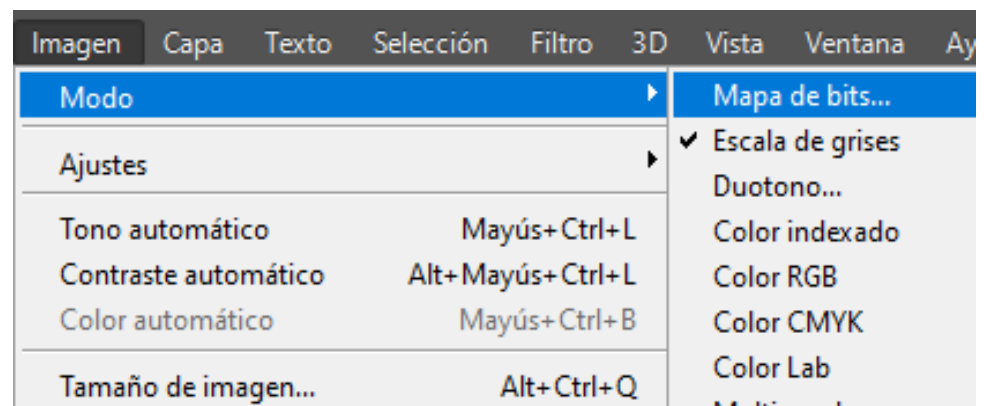 Imagen Capa Texto Selección Filtro 3D Vista Ventana Ay
Modo
Ajustes
Tono automático Mayús+Ctrl+L
Contraste automático Alt+Mayús+Ctrl+L
Color automático Mayús+Ctrl+B
Tamaño de imagen... Alt+Ctrl+Q
Mapa de bits...
Escala de grises
Duotono...
Color indexado
Color RGB
Color CMYK
Color Lab